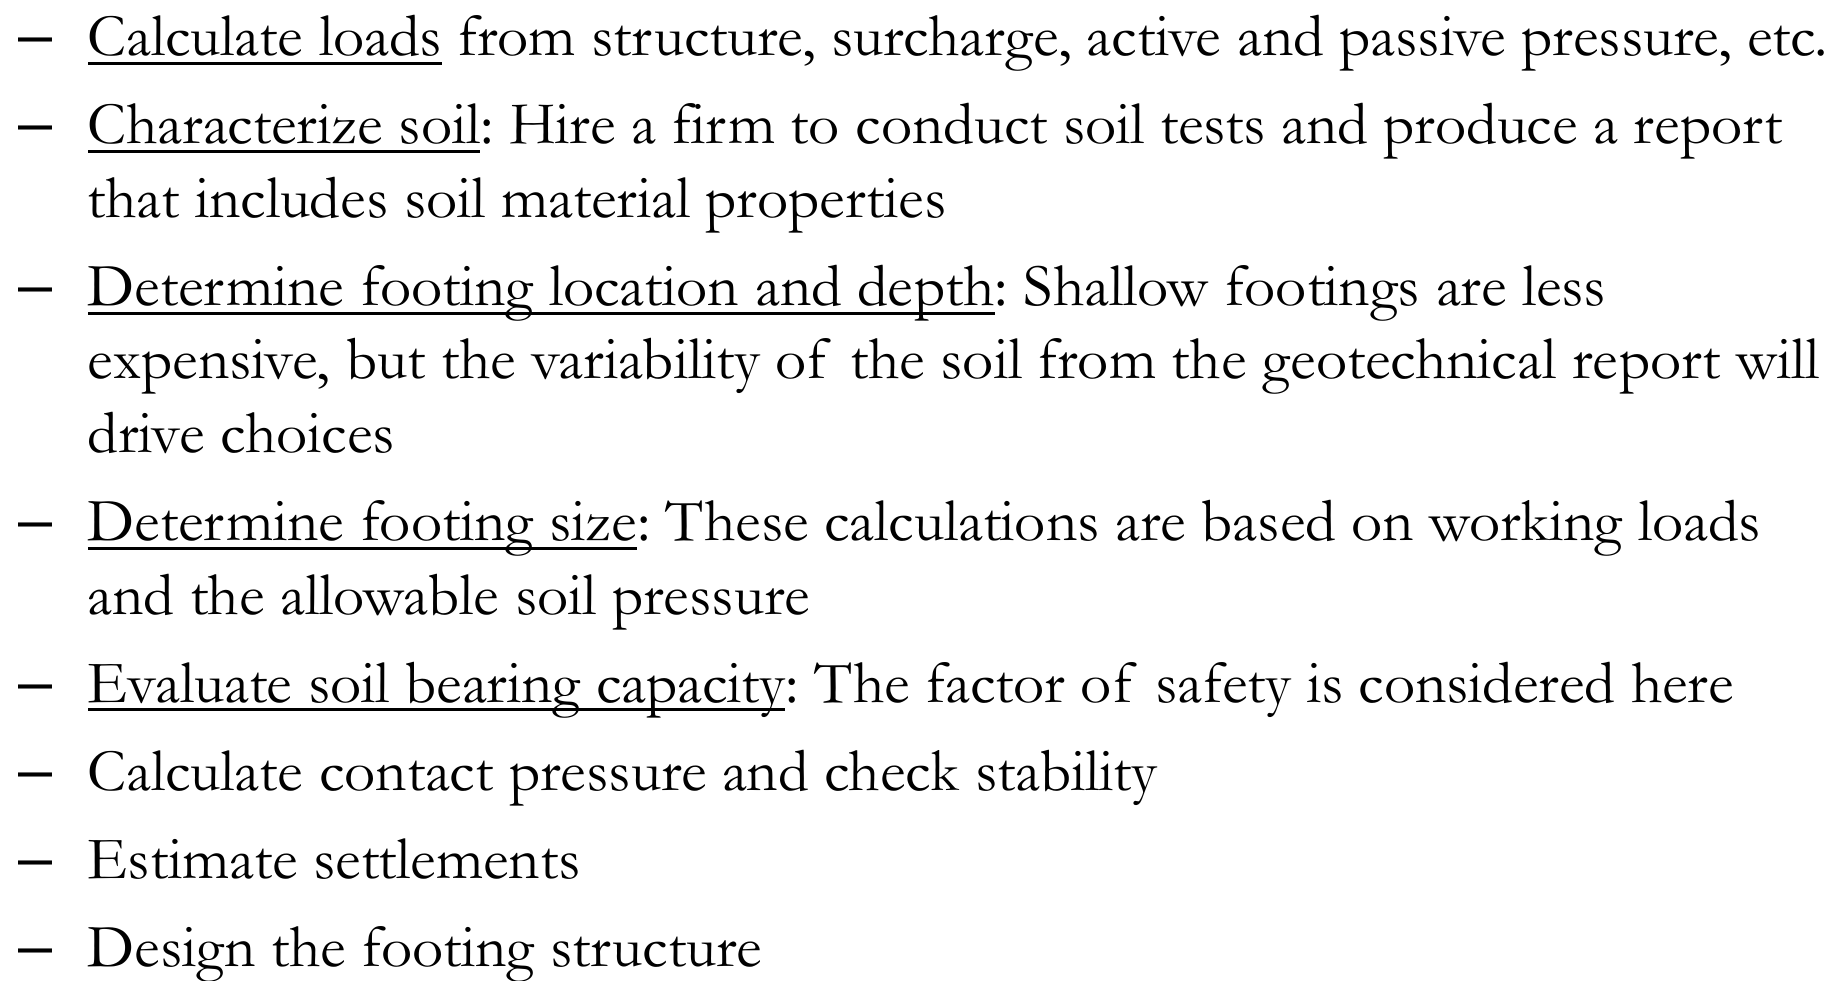 – Calculate loads from structure, surcharge, active and passive pressure, etc.
– Characterize soil: Hire a firm to conduct soil tests and produce a report
that includes soil material properties
– Determine footing location and depth: Shallow footings are less
expensive, but the variability of the soil from the geotechnical report will
drive choices
– Determine footing size: These calculations are based on working loads
and the allowable soil pressure
– Evaluate soil bearing capacity: The factor of safety is considered here
– Calculate contact pressure and check stability
– Estimate settlements
– Design the footing structure